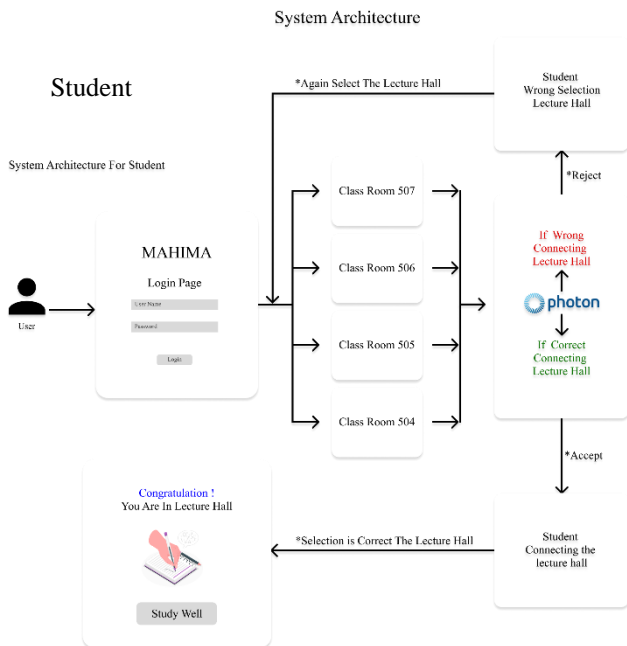 System Architecture
Student
System Architecture For Student
*Again Select The Lecture Hall
Student
Wrong Selection
Lecture Hall
*Reject
User
MAHIMA
Login Page
User Name
Password
Login
Class Room 507
Class Room 506
Class Room 505
Class Room 504
If Wrong
Connecting
Lecture Hall
photon
If Correct
Connecting
Lecture Hall
*Accept
Student
Connecting the
lecture hall
*Selection is Correct The Lecture Hall
Congratulation !
You Are In Lecture Hall
Study Well